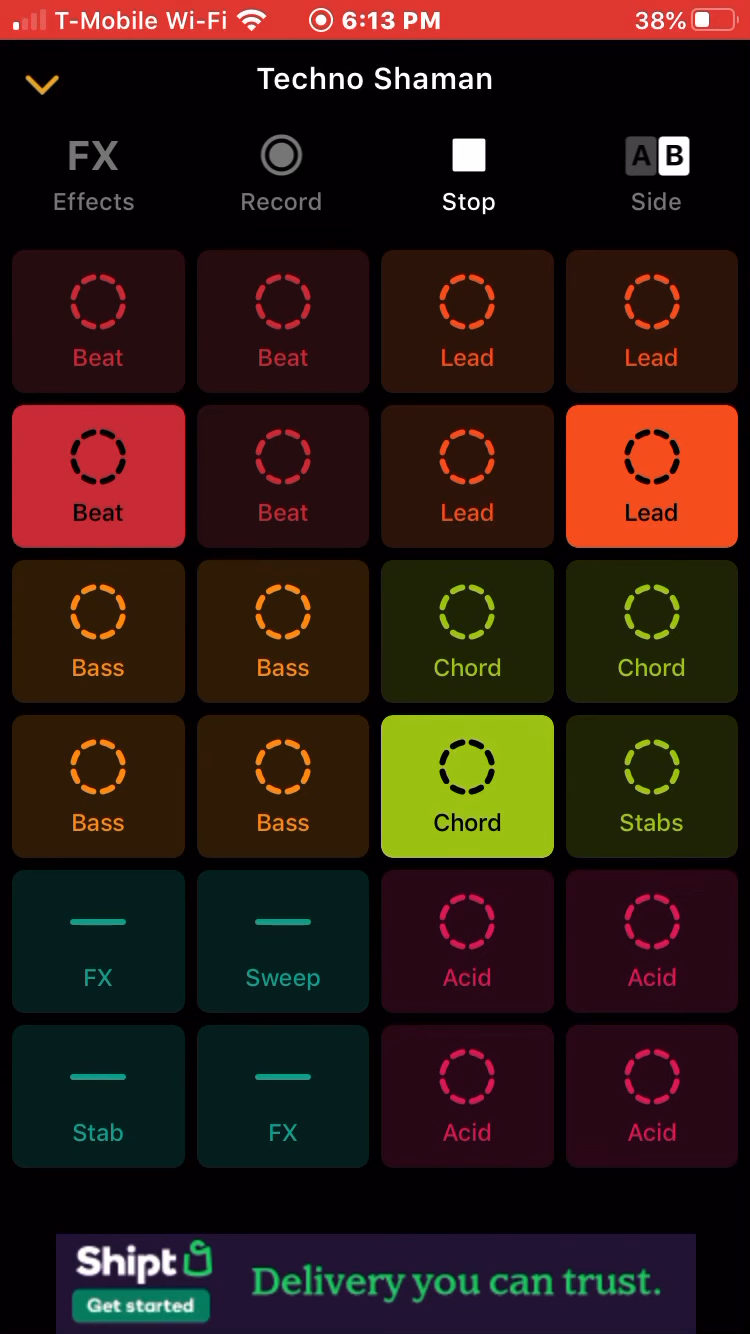 T-Mobile Wi-Fi 6:13 PM 38%
Techno Shaman
FX A B
Effects Record Stop Side
Beat Beat Lead Lead
Beat Beat Lead Lead
Bass Bass Chord Chord
Bass Bass Chord Stabs
FX Sweep Acid Acid
Stab FX Acid Acid
Shipt
Get started
Delivery you can trust.